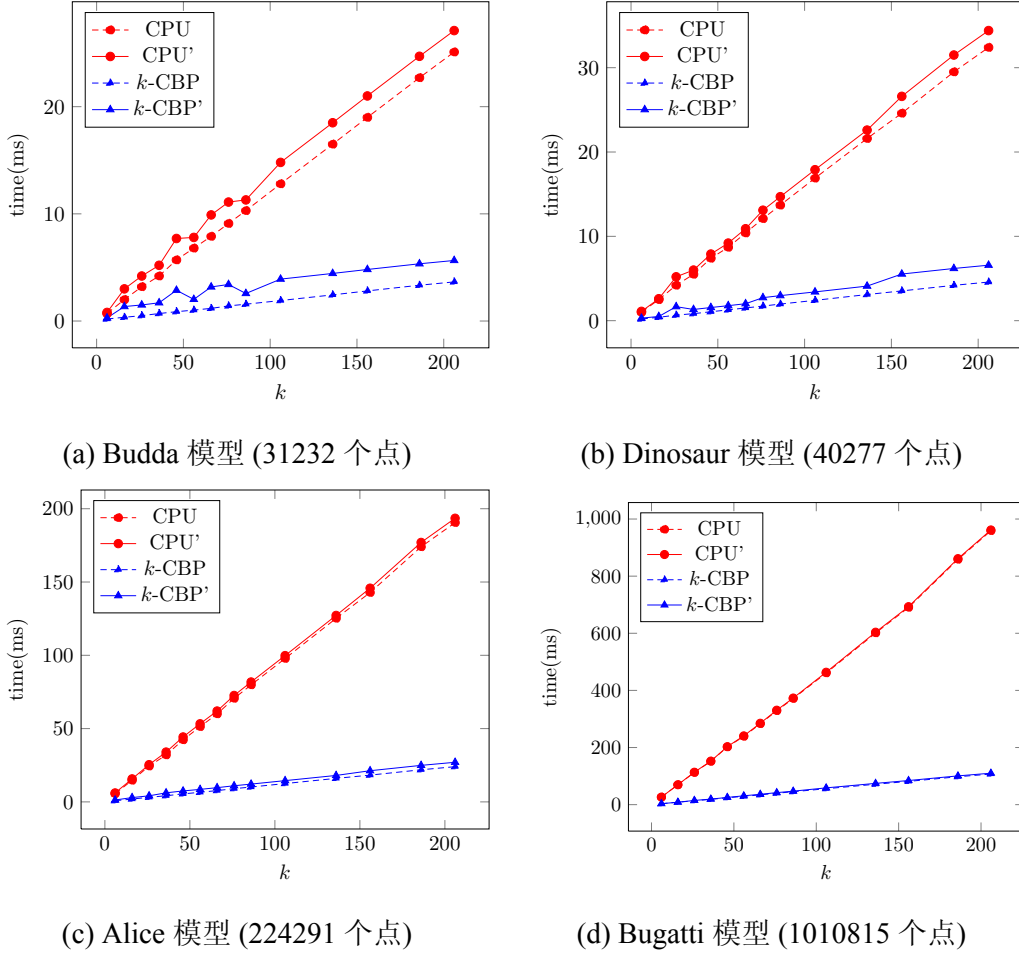 CPU
CPU'
k-CBP
k-CBP'
time(ms)
20
10
0
0
50
100
150
200
k
(a) Budda 模型 (31232 个点)
CPU
CPU'
k-CBP
k-CBP'
time(ms)
30
20
10
0
0
50
100
150
200
k
(b) Dinosaur 模型 (40277 个点)
CPU
CPU'
k-CBP
k-CBP'
time(ms)
200
150
100
50
0
0
50
100
150
200
k
(c) Alice 模型 (224291 个点)
CPU
CPU'
k-CBP
k-CBP'
time(ms)
1,000
800
600
400
200
0
0
50
100
150
200
k
(d) Bugatti 模型 (1010815 个点)